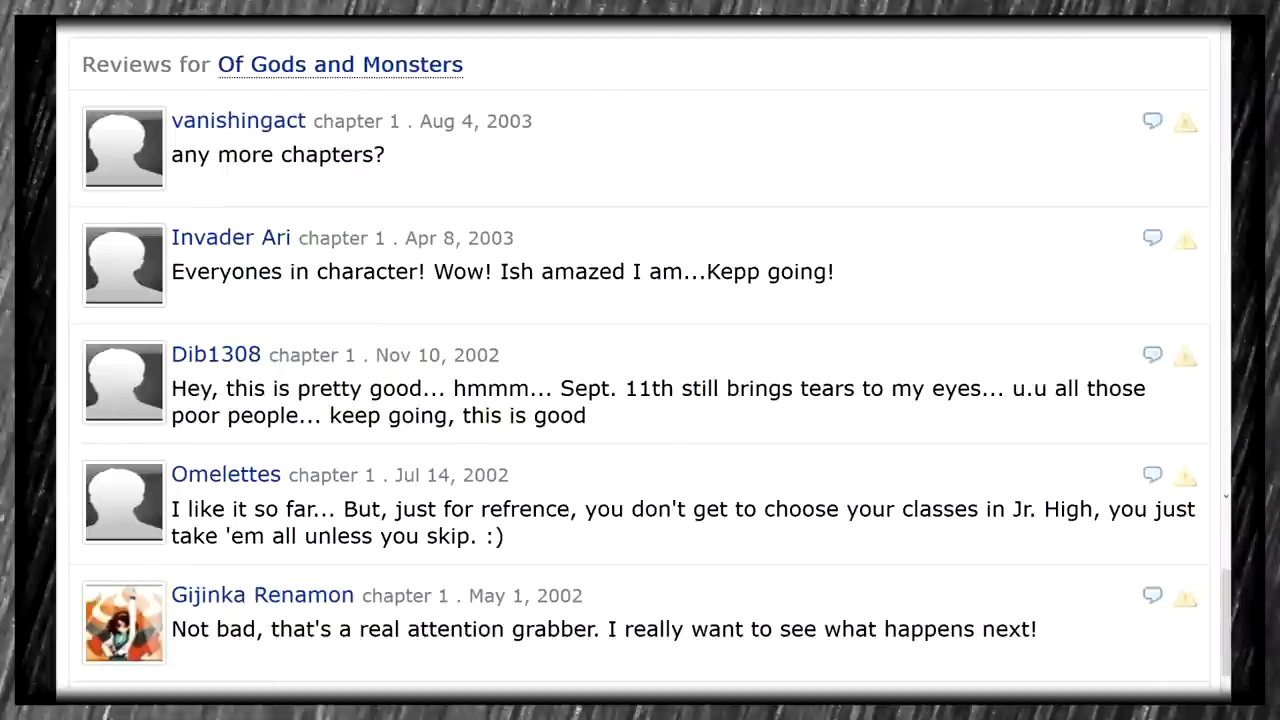 Reviews for Of Gods and Monsters
vanishingact chapter 1 . Aug 4, 2003
any more chapters?
Invader Ari chapter 1 . Apr 8, 2003
Everyones in character! Wow! Ish amazed I am...Kepp going!
Dib1308 chapter 1 . Nov 10, 2002
Hey, this is pretty good... hmmm... Sept. 11th still brings tears to my eyes... u.u all those
poor people... keep going, this is good
Omelettes chapter 1 . Jul 14, 2002
I like it so far... But, just for refrence, you don't get to choose your classes in Jr. High, you just
take 'em all unless you skip. :)
Gijinka Renamon chapter 1 . May 1, 2002
Not bad, that's a real attention grabber. I really want to see what happens next!